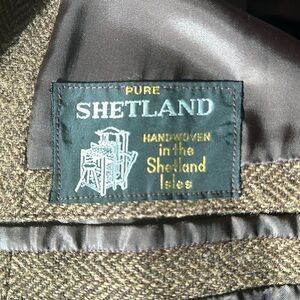 PURE
SHETLAND
HANDWOVEN
in the
Shetland
Isles